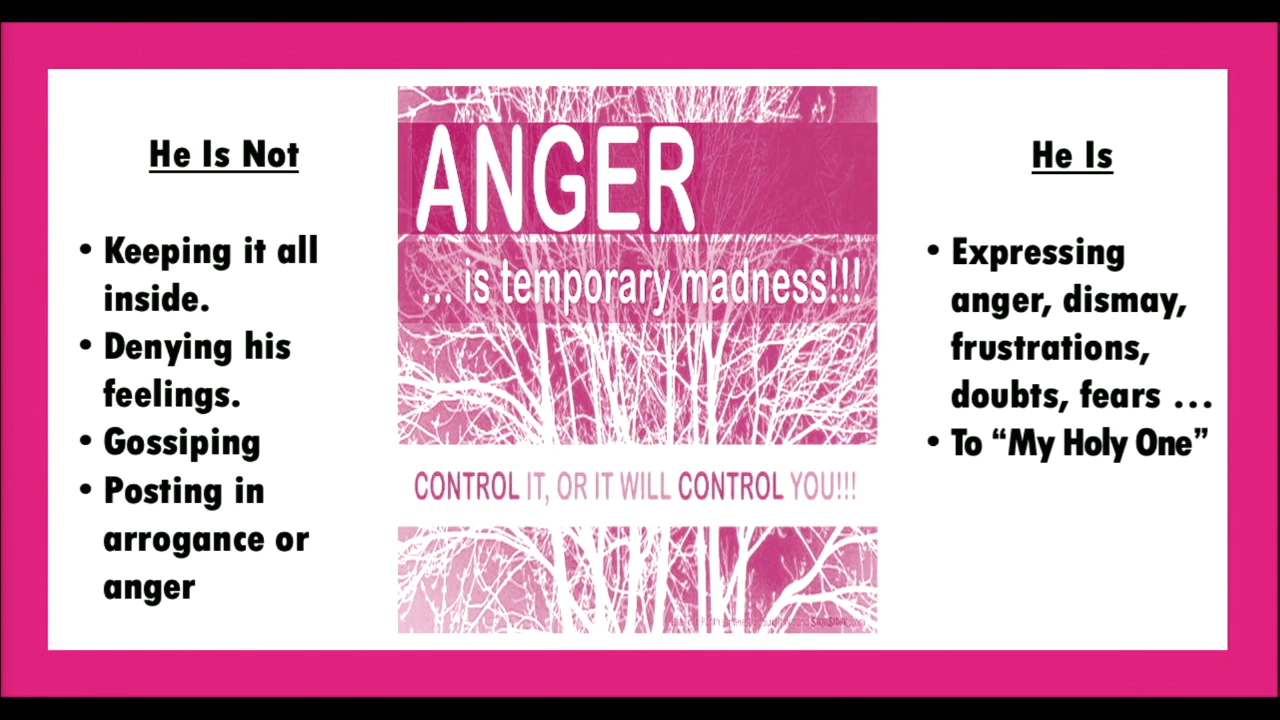 He Is Not
• Keeping it all
inside.
• Denying his
feelings.
• Gossiping
• Posting in
arrogance or
anger
ANGER
... is temporary madness!!!
CONTROL IT, OR IT WILL CONTROL YOU!!!
He Is
• Expressing
anger, dismay,
frustrations,
doubts, fears …
• To “My Holy One”